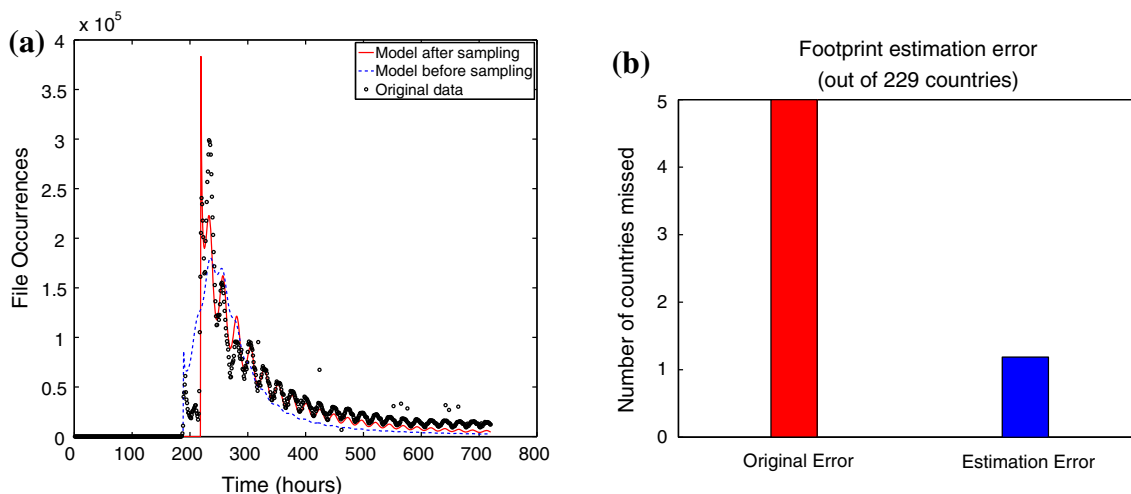 (a)
x 10^5
4
3.5
3
2.5
2
1.5
1
0.5
0
File Occurrences
Model after sampling
Model before sampling
Original data
0 100 200 300 400 500 600 700 800
Time (hours)
(b)
Footprint estimation error
(out of 229 countries)
5
4
3
2
1
0
Number of countries missed
Original Error
Estimation Error